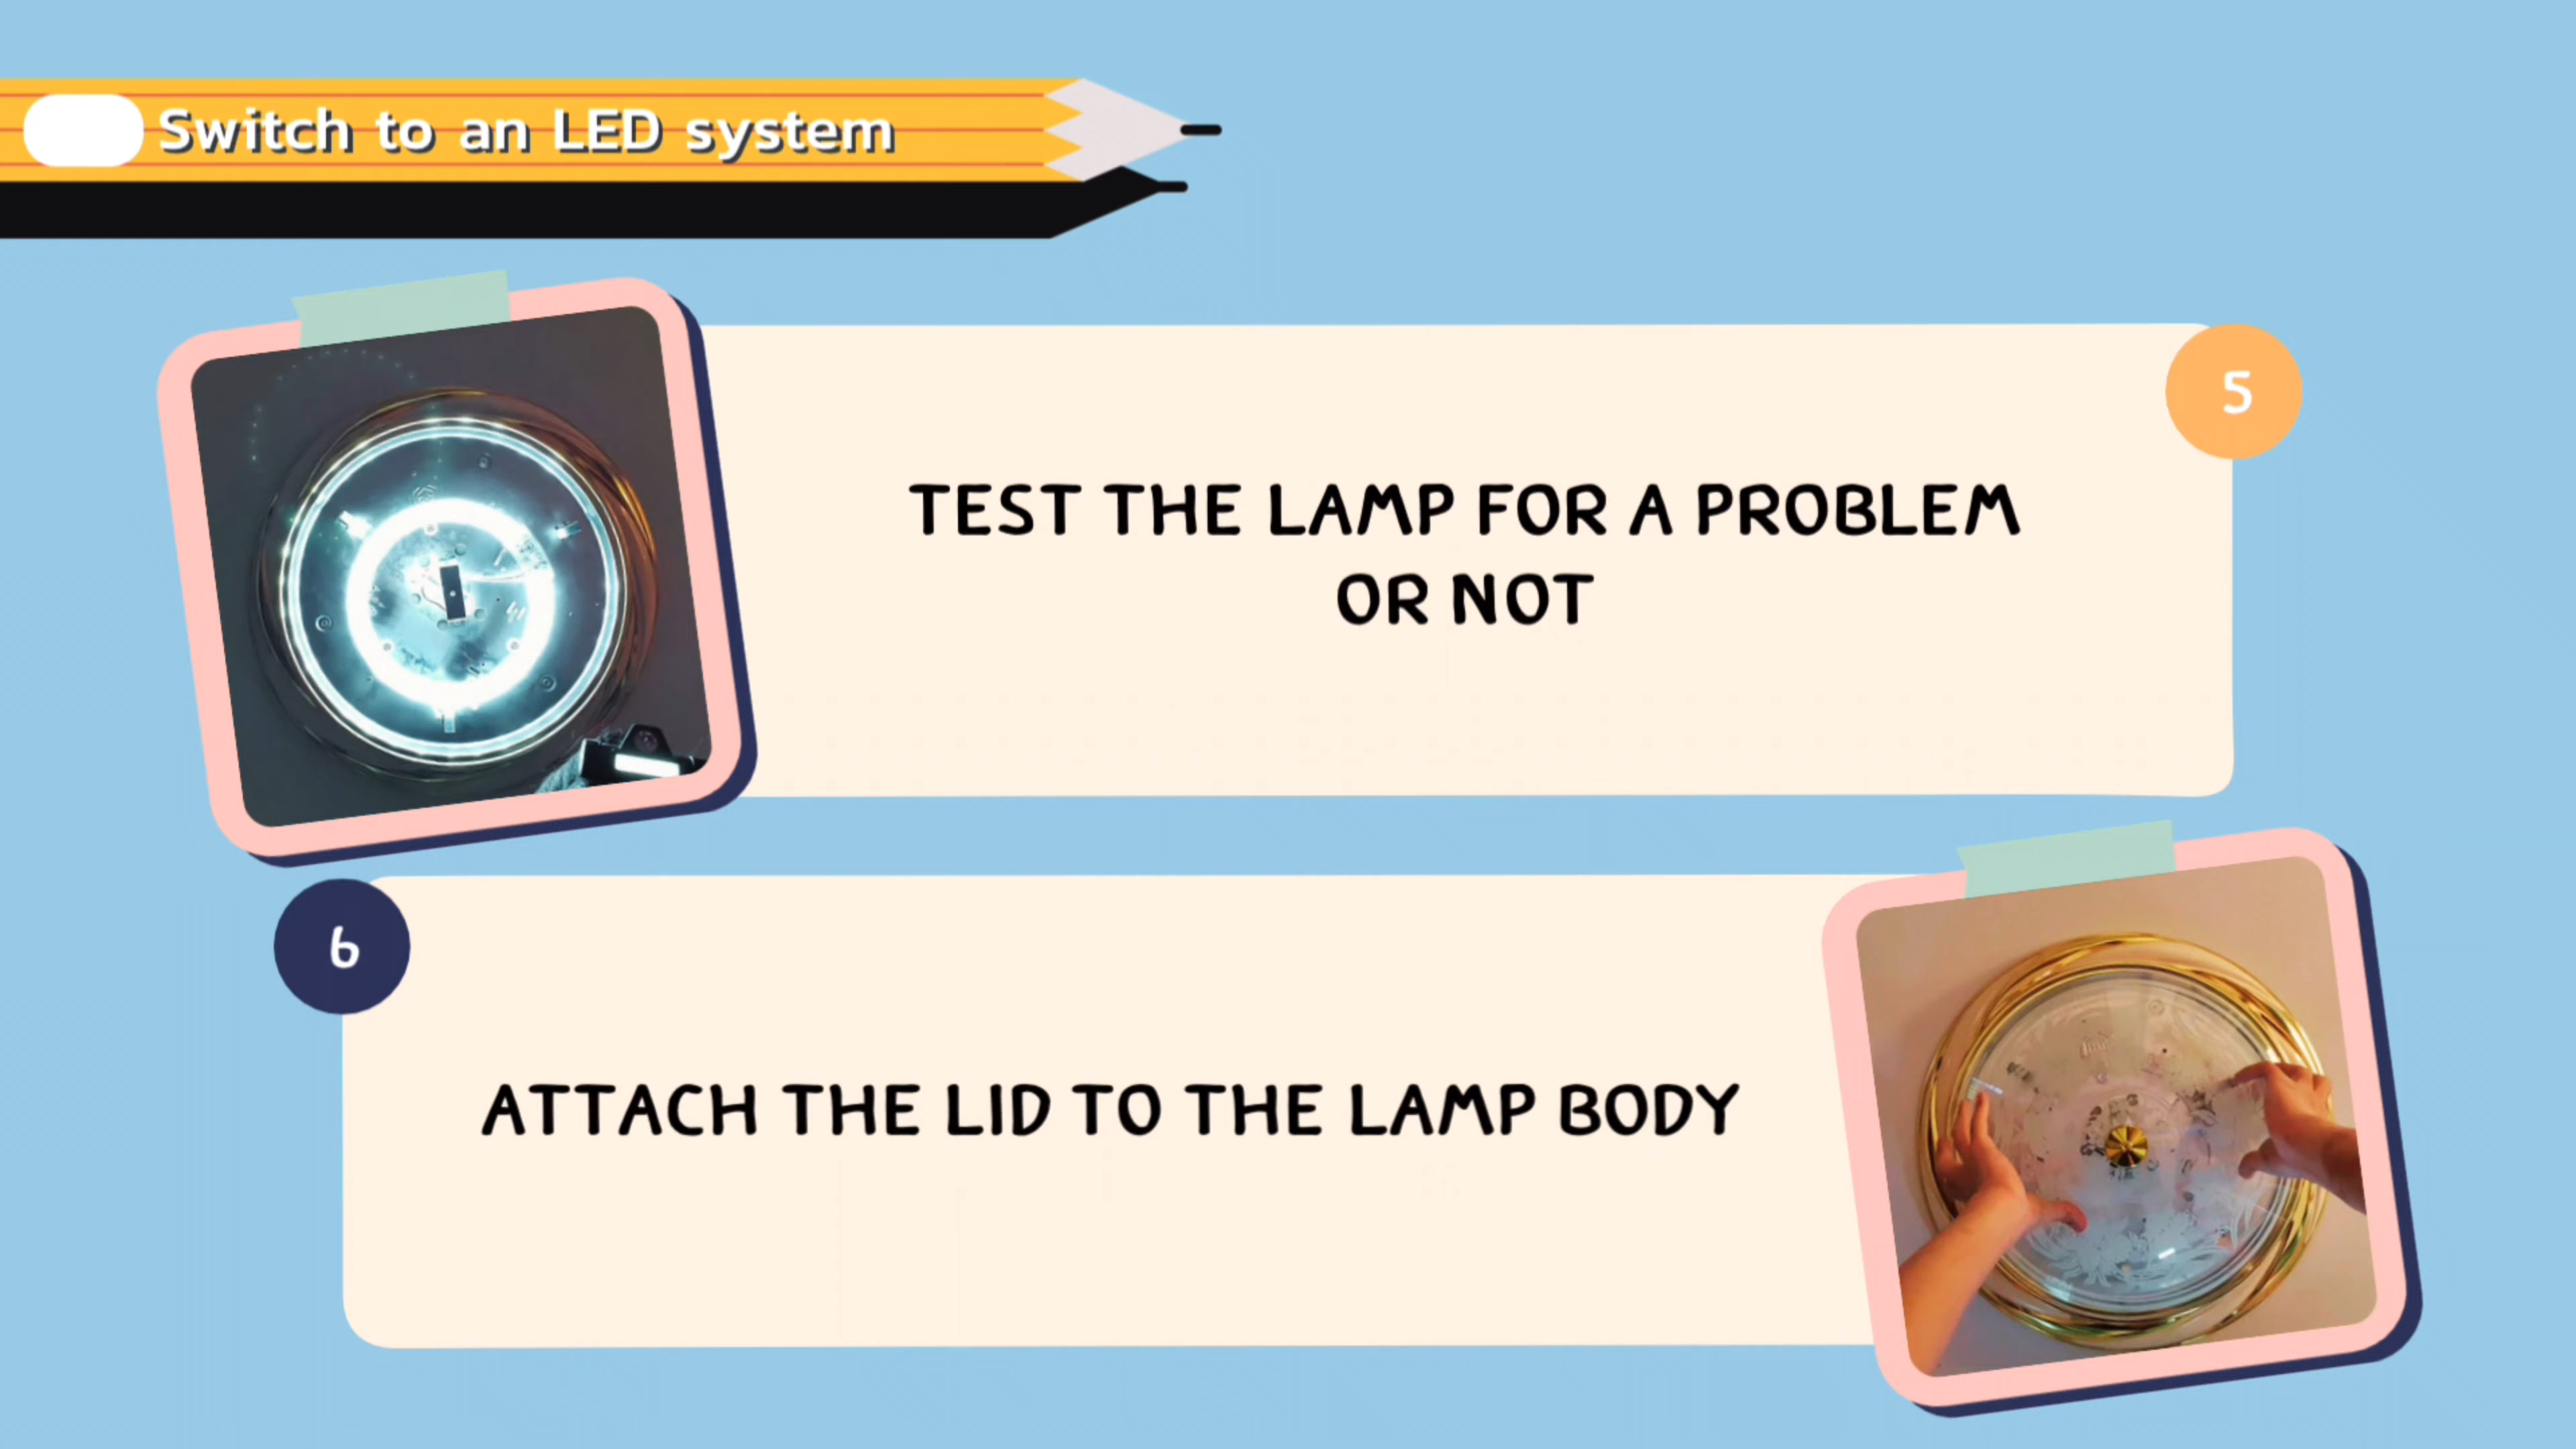 Switch to an LED system
5
TEST THE LAMP FOR A PROBLEM
OR NOT
6
ATTACH THE LID TO THE LAMP BODY